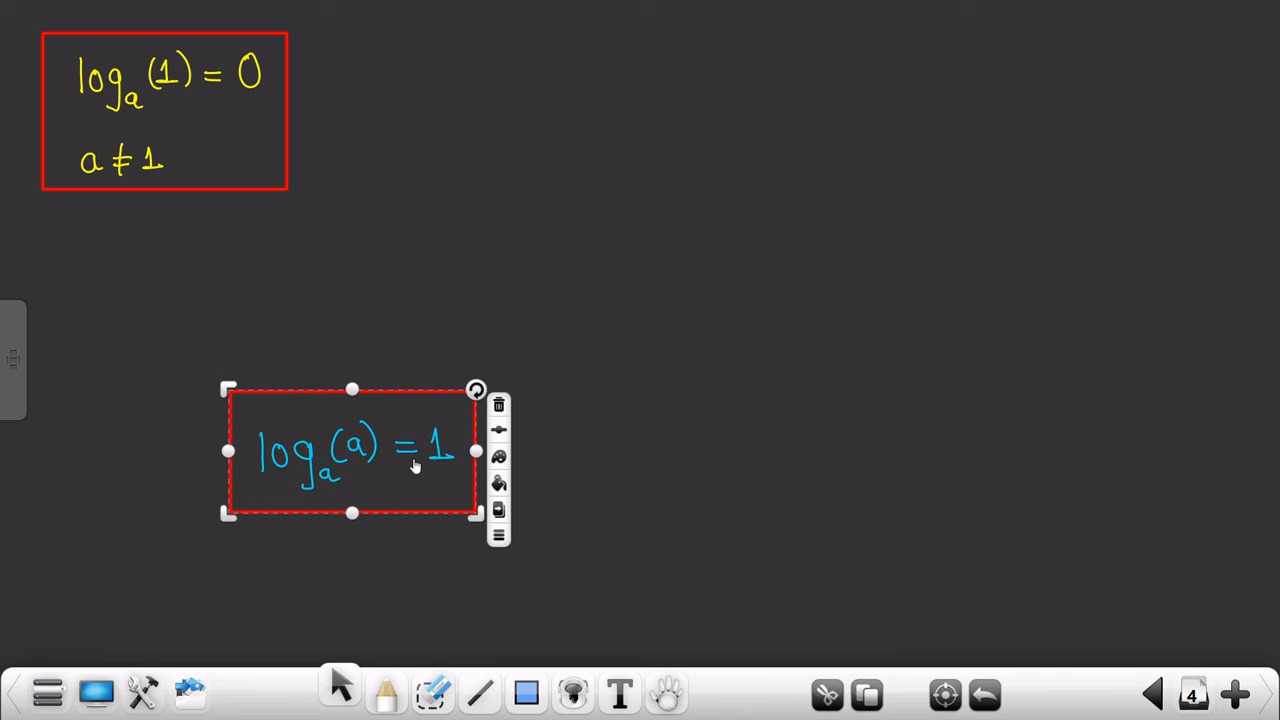 logₐ(1) = 0
a ≠ 1
logₐ(a) = 1
T
4